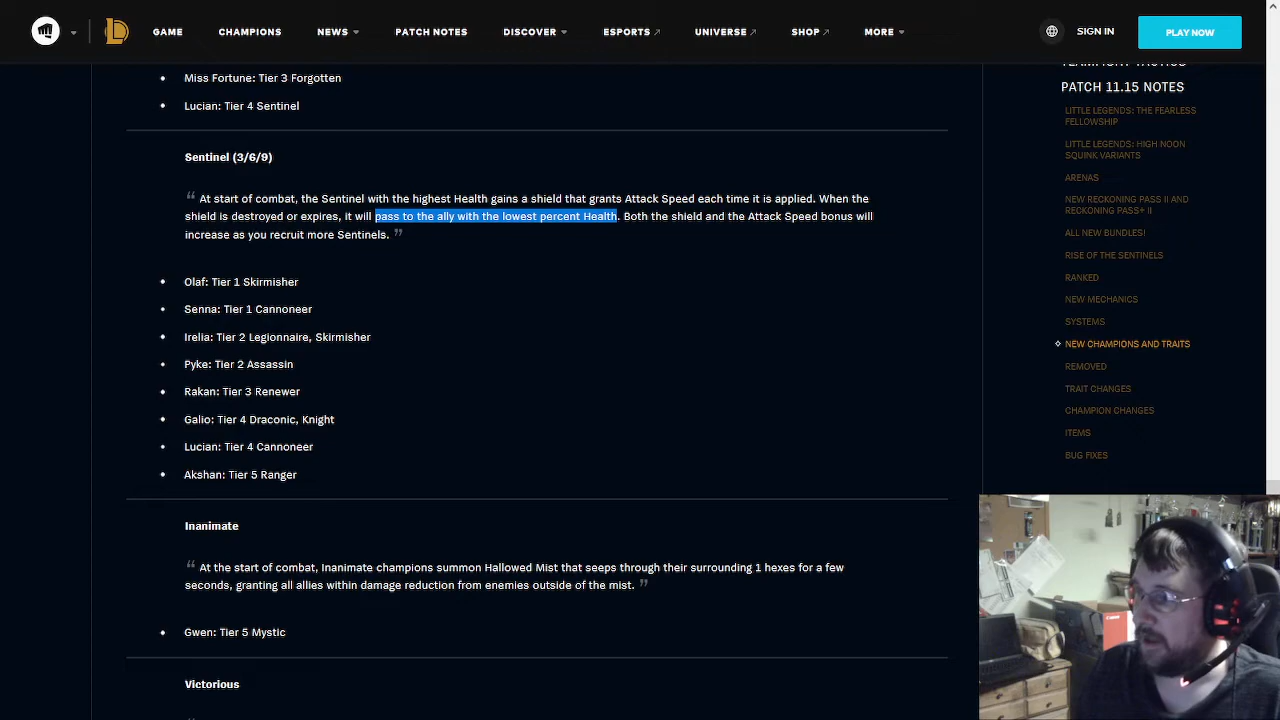 GAME
CHAMPIONS
NEWS
PATCH NOTES
DISCOVER
ESPORTS
UNIVERSE
SHOP
MORE
SIGN IN
PLAY NOW
Miss Fortune: Tier 3 Forgotten
Lucian: Tier 4 Sentinel
Sentinel (3/6/9)
“ At start of combat, the Sentinel with the highest Health gains a shield that grants Attack Speed each time it is applied. When the
shield is destroyed or expires, it will pass to the ally with the lowest percent Health. Both the shield and the Attack Speed bonus will
increase as you recruit more Sentinels. ”
Olaf: Tier 1 Skirmisher
Senna: Tier 1 Cannoneer
Irelia: Tier 2 Legionnaire, Skirmisher
Pyke: Tier 2 Assassin
Rakan: Tier 3 Renewer
Galio: Tier 4 Draconic, Knight
Lucian: Tier 4 Cannoneer
Akshan: Tier 5 Ranger
Inanimate
“ At the start of combat, Inanimate champions summon Hallowed Mist that seeps through their surrounding 1 hexes for a few
seconds, granting all allies within damage reduction from enemies outside of the mist. ”
Gwen: Tier 5 Mystic
Victorious
TEAMFIGHT TACTICS
PATCH 11.15 NOTES
LITTLE LEGENDS: THE FEARLESS
FELLOWSHIP
LITTLE LEGENDS: HIGH NOON
SQUINK VARIANTS
ARENAS
NEW RECKONING PASS II AND
RECKONING PASS+ II
ALL NEW BUNDLES!
RISE OF THE SENTINELS
RANKED
NEW MECHANICS
SYSTEMS
NEW CHAMPIONS AND TRAITS
REMOVED
TRAIT CHANGES
CHAMPION CHANGES
ITEMS
BUG FIXES